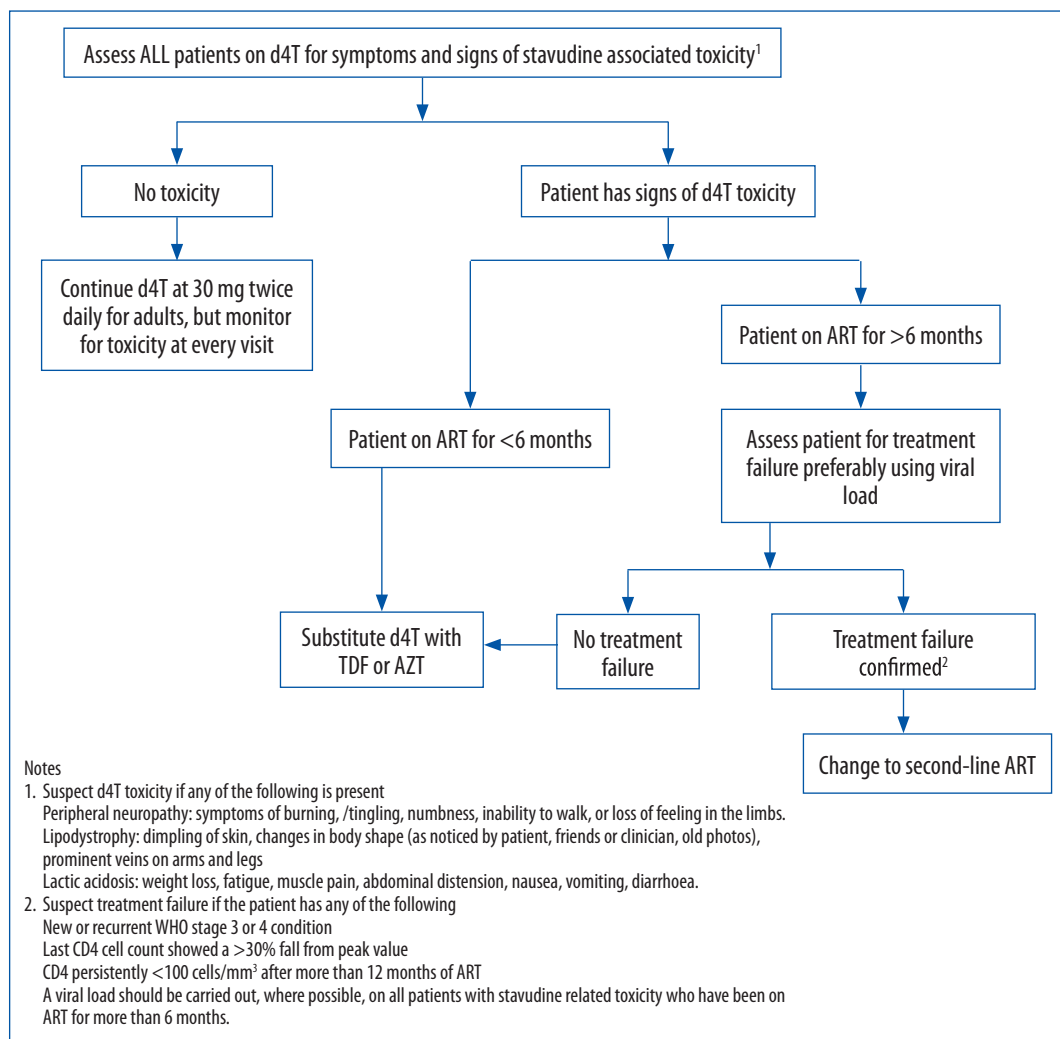 Assess ALL patients on d4T for symptoms and signs of stavudine associated toxicity¹
No toxicity
Patient has signs of d4T toxicity
Continue d4T at 30 mg twice
daily for adults, but monitor
for toxicity at every visit
Patient on ART for >6 months
Patient on ART for <6 months
Assess patient for treatment
failure preferably using viral
load
Substitute d4T with
TDF or AZT
No treatment
failure
Treatment failure
confirmed²
Change to second-line ART
Notes
1. Suspect d4T toxicity if any of the following is present
Peripheral neuropathy: symptoms of burning, /tingling, numbness, inability to walk, or loss of feeling in the limbs.
Lipodystrophy: dimpling of skin, changes in body shape (as noticed by patient, friends or clinician, old photos),
prominent veins on arms and legs
Lactic acidosis: weight loss, fatigue, muscle pain, abdominal distension, nausea, vomiting, diarrhoea.
2. Suspect treatment failure if the patient has any of the following
New or recurrent WHO stage 3 or 4 condition
Last CD4 cell count showed a >30% fall from peak value
CD4 persistently <100 cells/mm³ after more than 12 months of ART
A viral load should be carried out, where possible, on all patients with stavudine related toxicity who have been on
ART for more than 6 months.